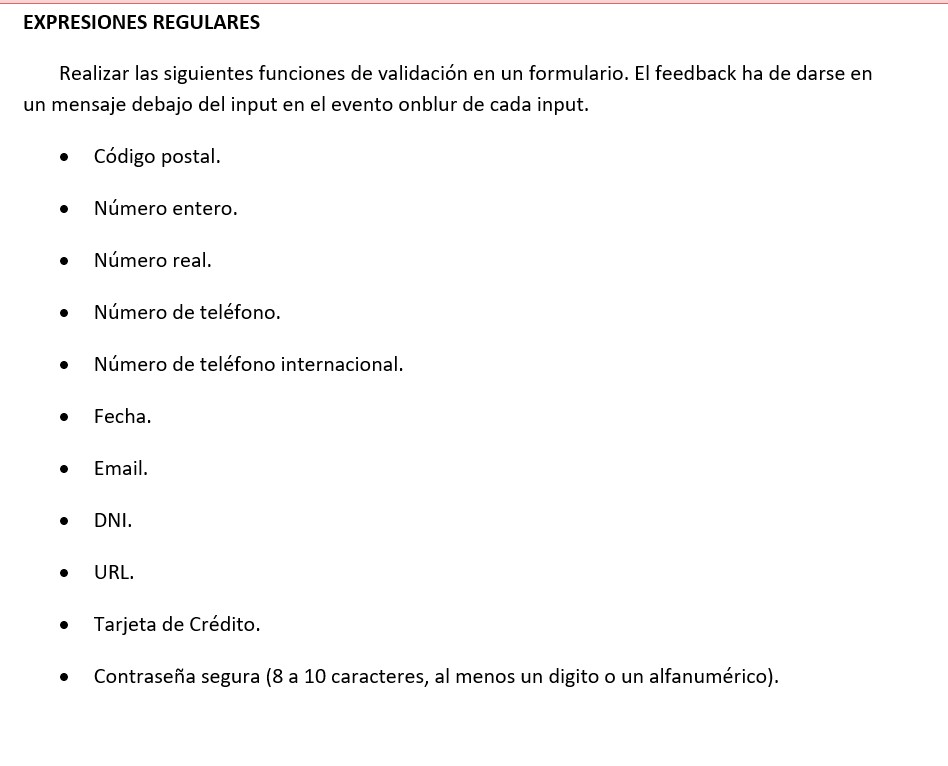 EXPRESIONES REGULARES
Realizar las siguientes funciones de validación en un formulario. El feedback ha de darse en
un mensaje debajo del input en el evento onblur de cada input.
• Código postal.
• Número entero.
• Número real.
• Número de teléfono.
• Número de teléfono internacional.
• Fecha.
• Email.
• DNI.
• URL.
• Tarjeta de Crédito.
• Contraseña segura (8 a 10 caracteres, al menos un digito o un alfanumérico).